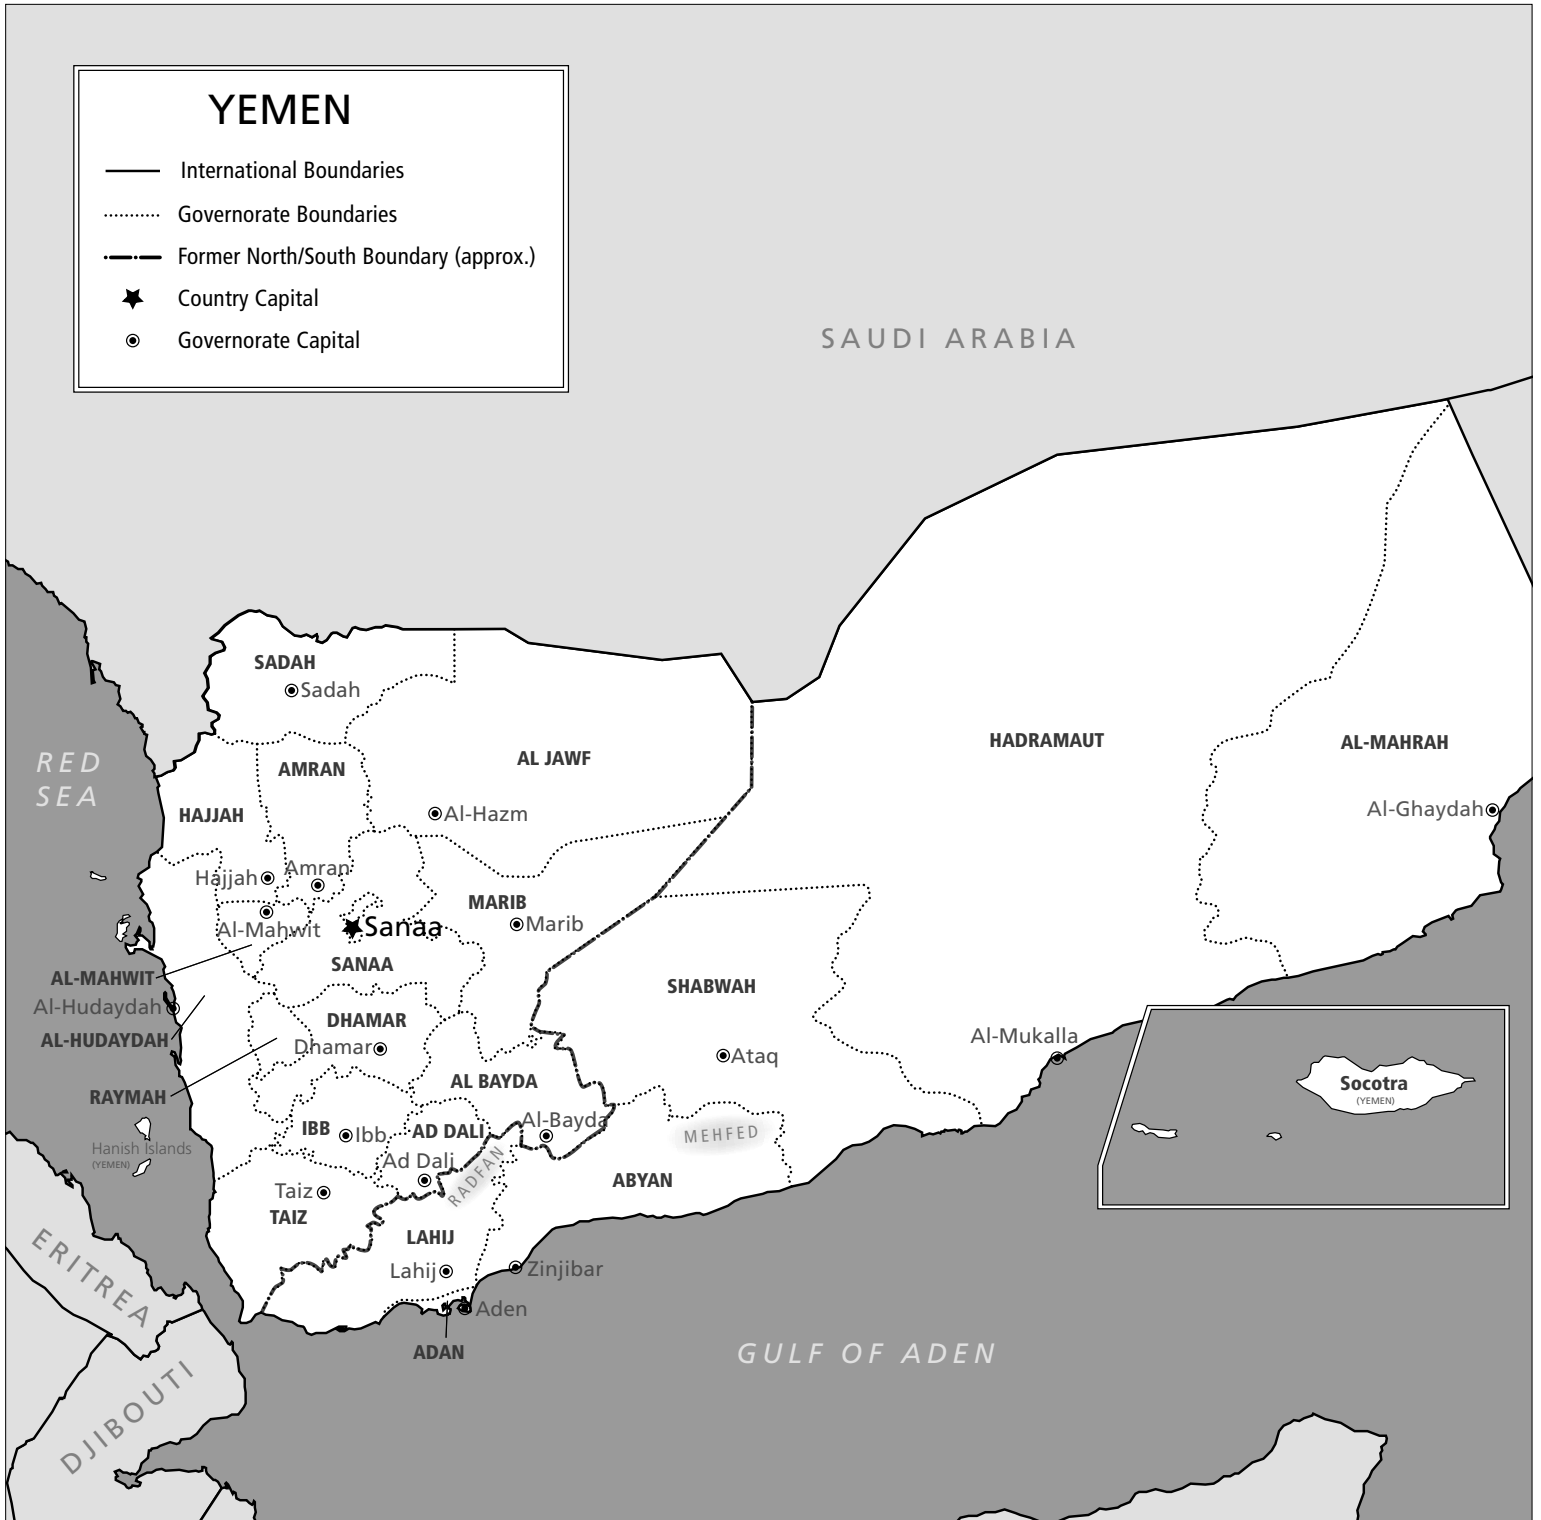 YEMEN
International Boundaries
Governorate Boundaries
Former North/South Boundary (approx.)
Country Capital
Governorate Capital
SAUDI ARABIA
SADAH
Sadah
RED
SEA
AMRAN
AL JAWF
HADRAMAUT
AL-MAHRAH
HAJJAH
Al-Hazm
Al-Ghaydah
Hajjah
Amran
MARIB
Marib
Al-Mahwit
Sanaa
SANAA
AL-MAHWIT
SHABWAH
Al-Hudaydah
DHAMAR
AL-HUDAYDAH
Dhamar
Al-Mukalla
Ataq
RAYMAH
AL BAYDA
Socotra
(YEMEN)
IBB
Ibb
AD DALI
Al-Bayda
MEHFED
Hanish Islands
(YEMEN)
Ad Dali
RADFAN
ABYAN
Taiz
TAIZ
LAHIJ
Lahij
Zinjibar
ERITREA
Aden
ADAN
GULF OF ADEN
DJIBOUTI